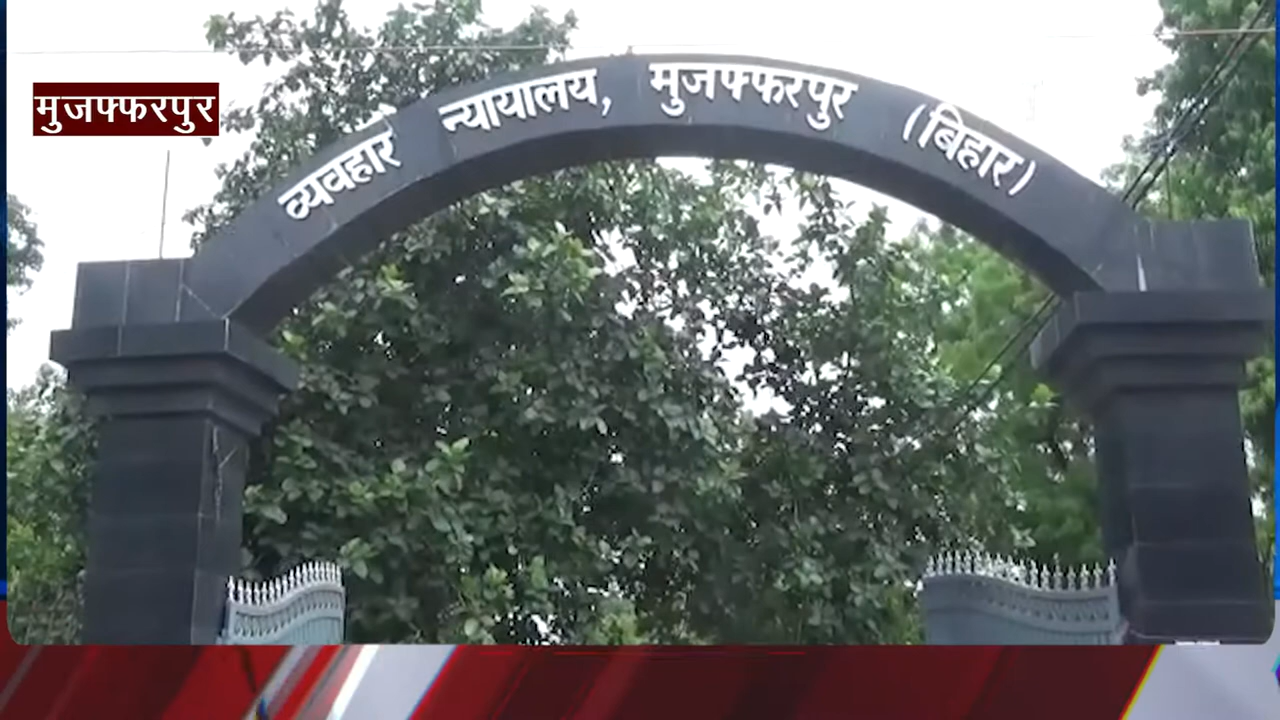 मुजफ्फरपुर
व्यवहार न्यायालय, मुजफ्फरपुर (बिहार)